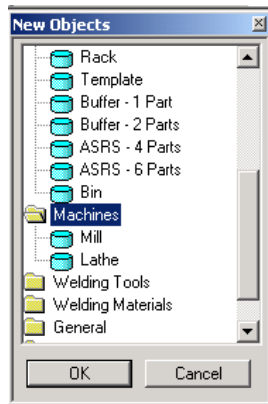 New Objects
Rack
Template
Buffer - 1 Part
Buffer - 2 Parts
ASRS - 4 Parts
ASRS - 6 Parts
Bin
Machines
Mill
Lathe
Welding Tools
Welding Materials
General
OK Cancel